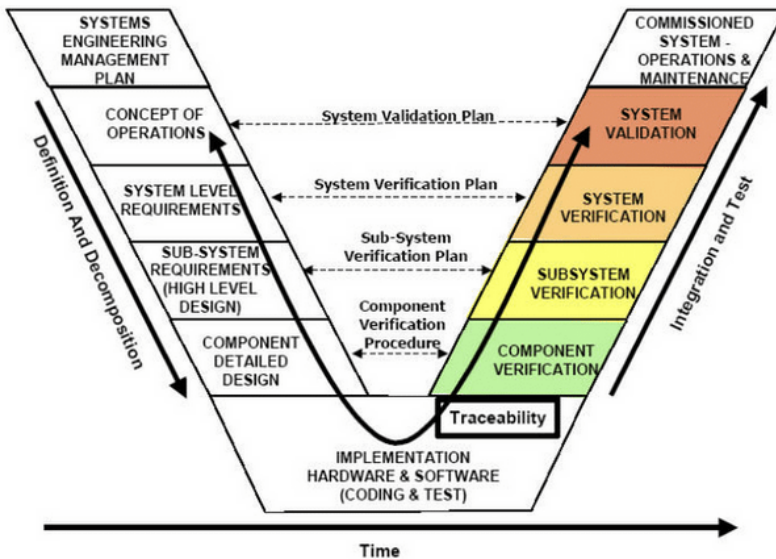 SYSTEMS
ENGINEERING
MANAGEMENT
PLAN
COMMISSIONED
SYSTEM -
OPERATIONS &
MAINTENANCE
CONCEPT OF
OPERATIONS
System Validation Plan
SYSTEM
VALIDATION
SYSTEM LEVEL
REQUIREMENTS
System Verification Plan
SYSTEM
VERIFICATION
SUB-SYSTEM
REQUIREMENTS
(HIGH LEVEL
DESIGN)
Sub-System
Verification Plan
SUBSYSTEM
VERIFICATION
COMPONENT
DETAILED
DESIGN
Component
Verification
Procedure
COMPONENT
VERIFICATION
Definition And Decomposition
Integration and Test
Traceability
IMPLEMENTATION
HARDWARE & SOFTWARE
(CODING & TEST)
Time